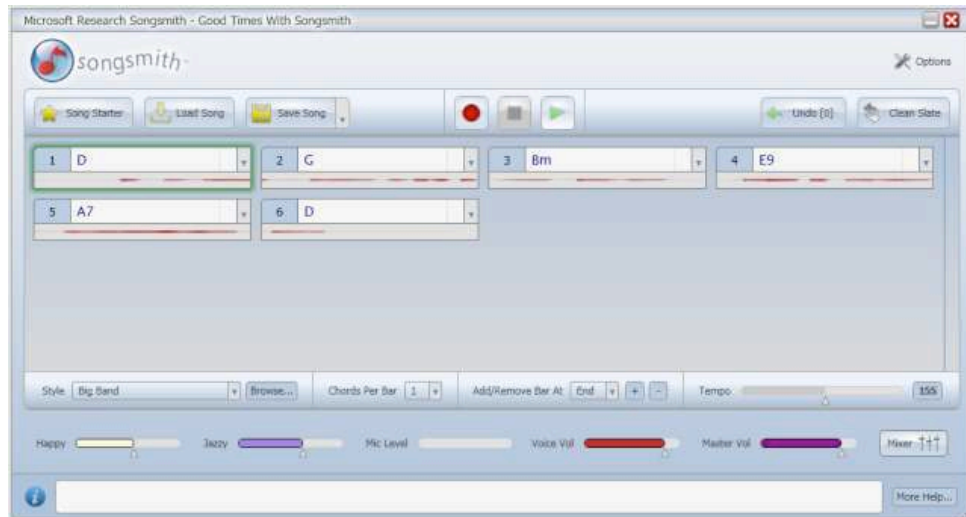 Microsoft Research Songsmith - Good Times With Songsmith
songsmith
Options
Song Starter Load Song Save Song Undo [0] Clean Slate
1 D 2 G 3 Bm 4 E9
5 A7 6 D
Style Big Band Browse... Chords Per Bar 1 Add/Remove Bar At End + - Tempo 155
Happy Jazzy Mic Level Voice Vol Master Vol Mixer
More Help...